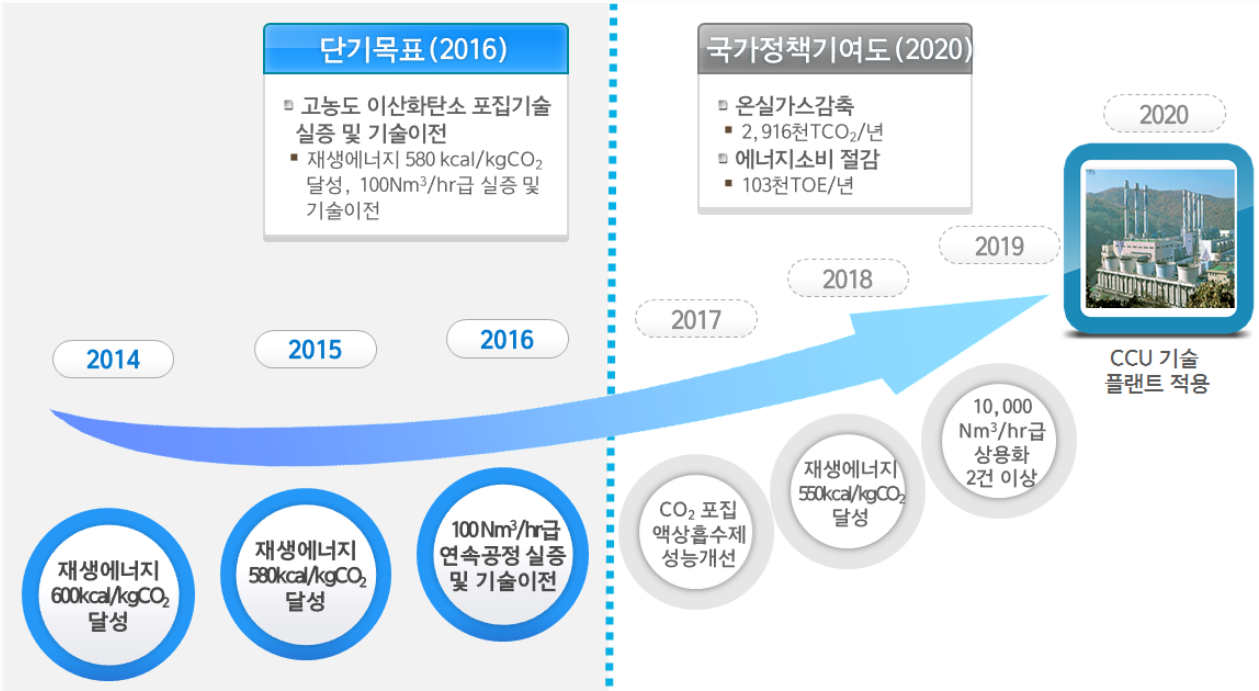 단기목표(2016)
고농도 이산화탄소 포집기술
실증 및 기술이전
재생에너지 580 kcal/kgCO₂
달성, 100Nm³/hr급 실증 및
기술이전
국가정책기여도(2020)
온실가스감축
2,916천TCO₂/년
에너지소비 절감
103천TOE/년
2014
2015
2016
2017
2018
2019
2020
재생에너지
600kcal/kgCO₂
달성
재생에너지
580kcal/kgCO₂
달성
100 Nm³/hr급
연속공정 실증
및 기술이전
CO₂ 포집
액상흡수제
성능개선
재생에너지
550kcal/kgCO₂
달성
10,000
Nm³/hr급
상용화
2건 이상
CCU 기술
플랜트 적용